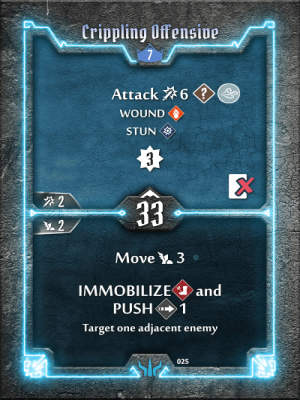 Crippling Offensive
7
Attack 6 ?
WOUND
STUN
3
2
33
2
Move 3
IMMOBILIZE and
PUSH 1
Target one adjacent enemy
025